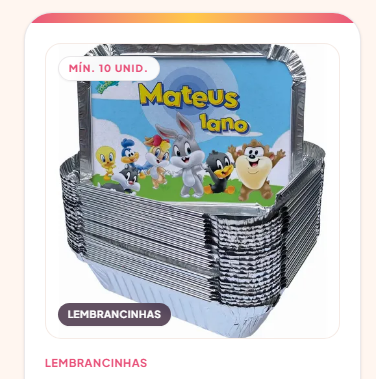 MÍN. 10 UNID.
Mateus
1ano
LEMBRANCINHAS
LEMBRANCINHAS